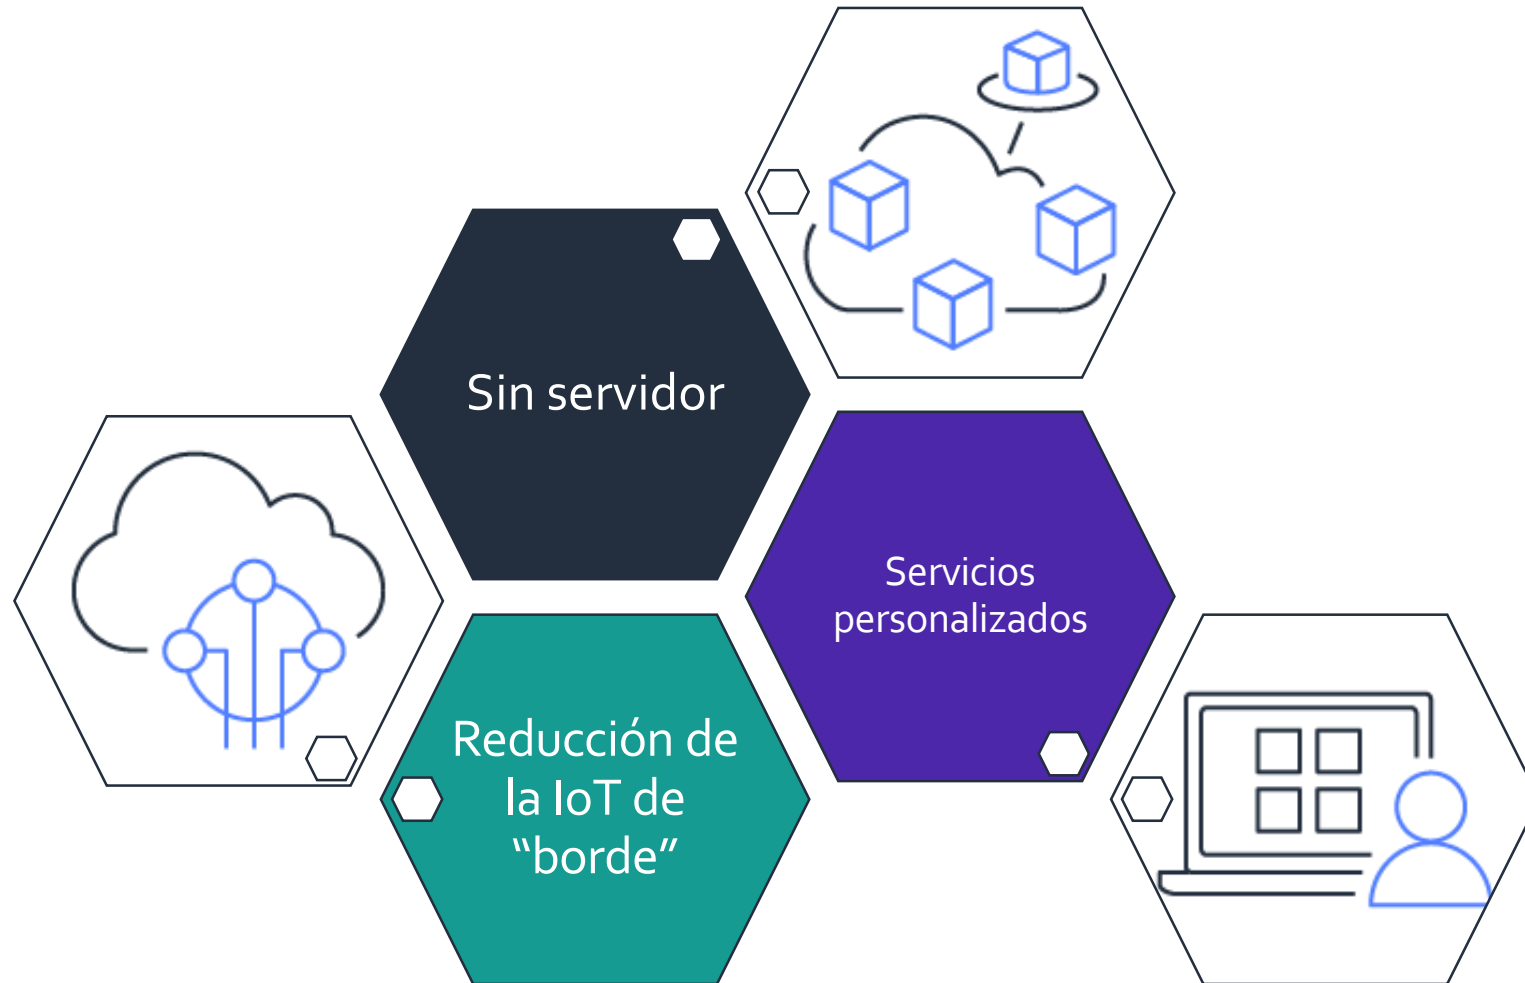 Sin servidor
Servicios
personalizados
Reducción de
la IoT de
“borde”